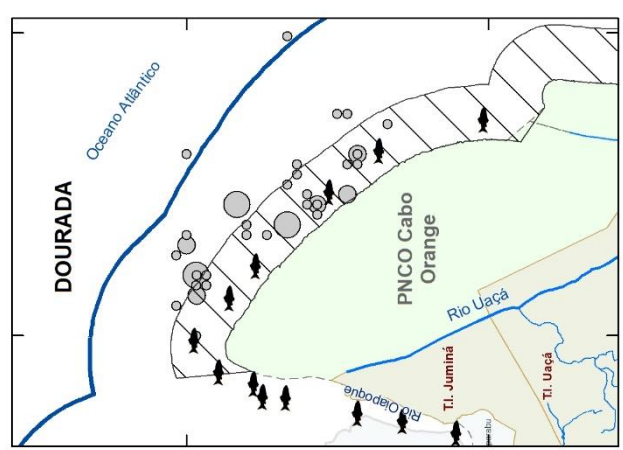 DOURADA
Oceano Atlântico
PNCO Cabo
Orange
Rio Uaçá
Rio Oiapoque
T.I. Juminá
T.I. Uaçá